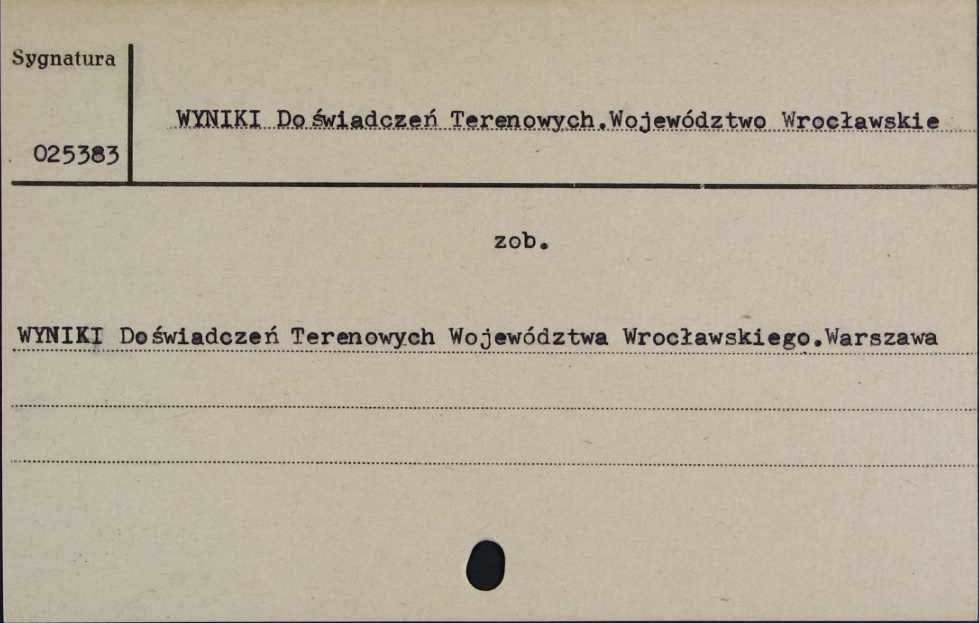 Sygnatura
WYNIKI Doświadczeń Terenowych.Województwo Wrocławskie
025383
zob.
WYNIKI Doświadczeń Terenowych Województwa Wrocławskiego.Warszawa